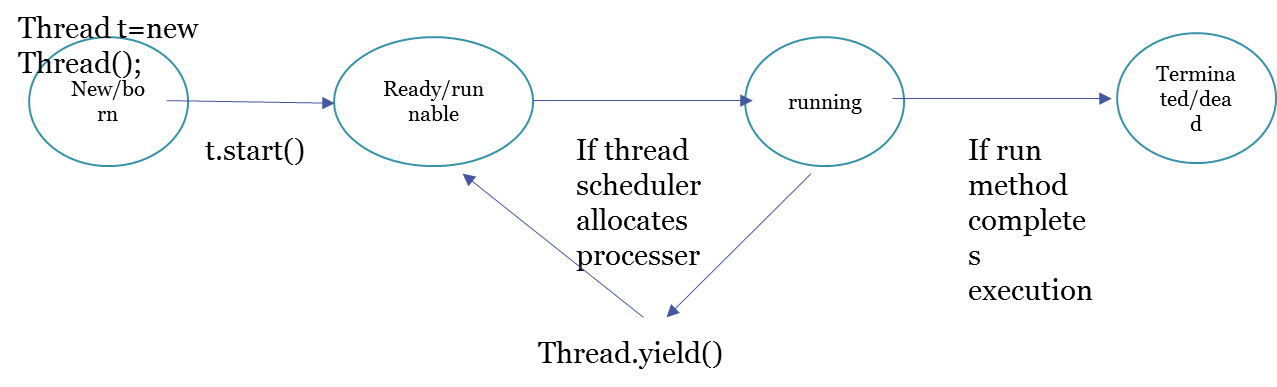 Thread t=new
Thread();
New/bo
rn
t.start()
Ready/run
nable
If thread
scheduler
allocates
processer
running
If run
method
complete
s
execution
Termina
ted/dea
d
Thread.yield()